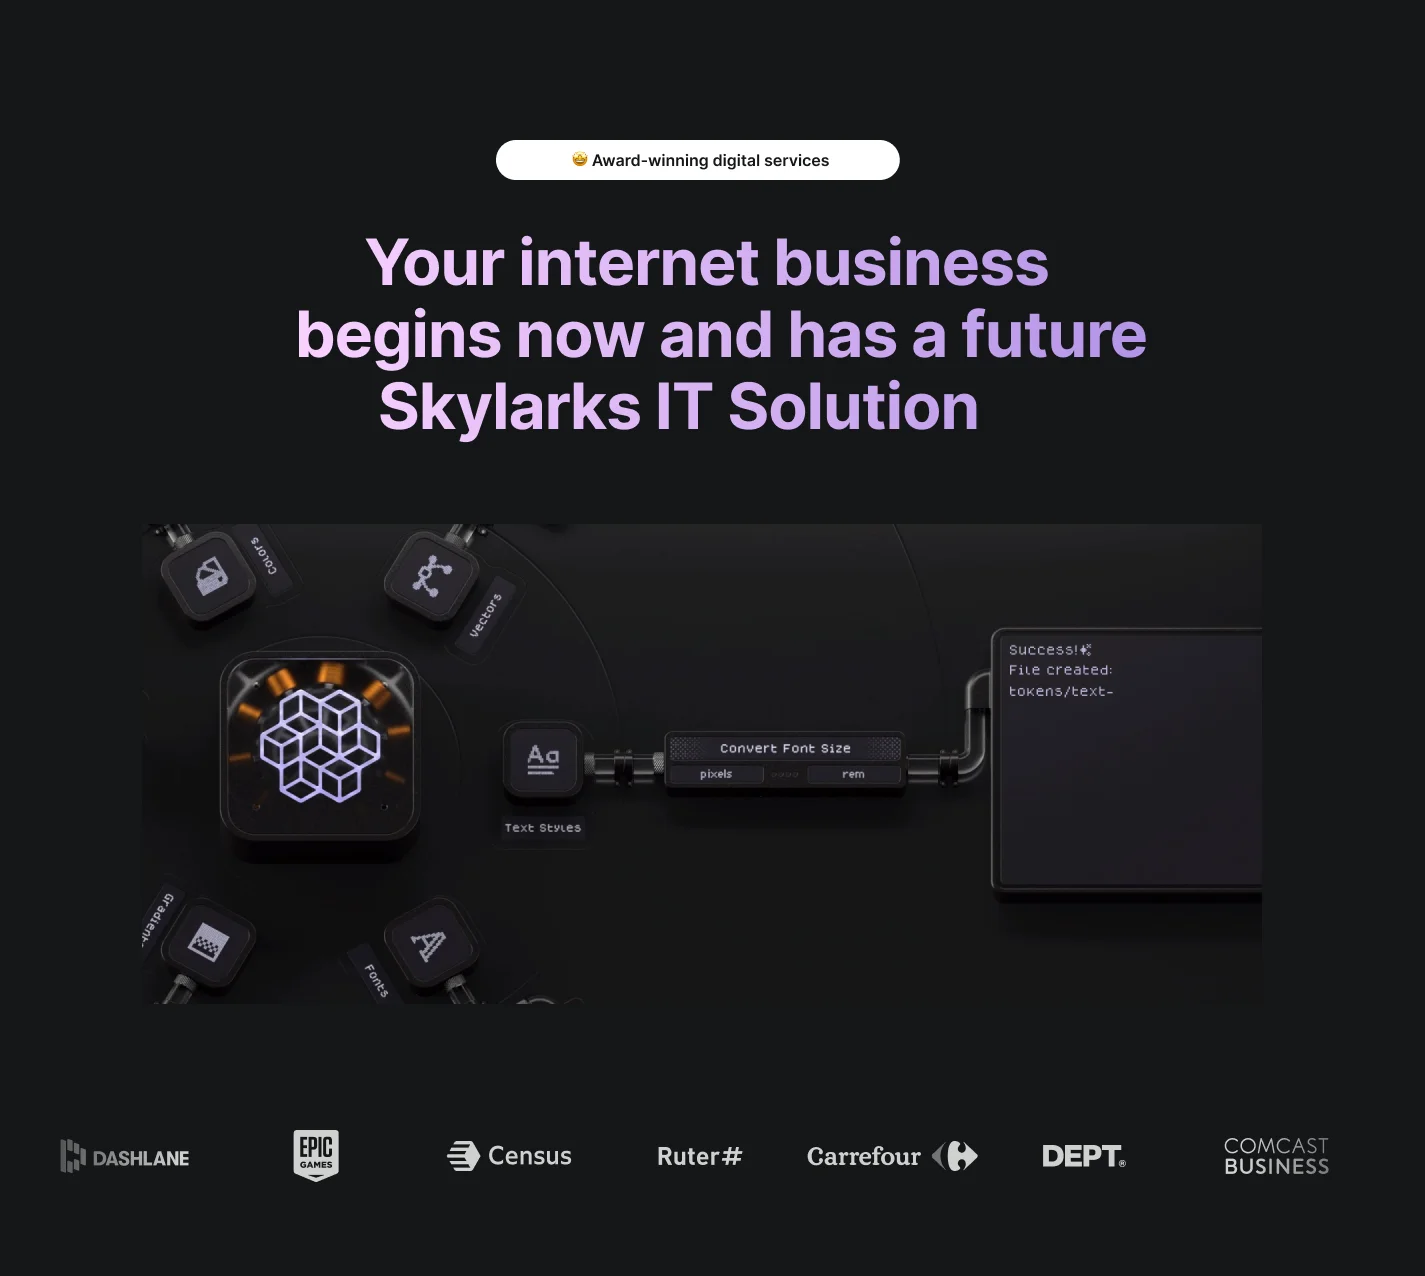 🤩 Award-winning digital services
Your internet business
begins now and has a future
Skylarks IT Solution
Colors
Vectors
Success!✨
File created:
tokens/text-
Convert Font Size
pixels
rem
Aa
Text Styles
Gradient
A
Fonts
DASHLANE
EPIC
GAMES
Census
Ruter#
Carrefour
DEPT®
COMCAST
BUSINESS